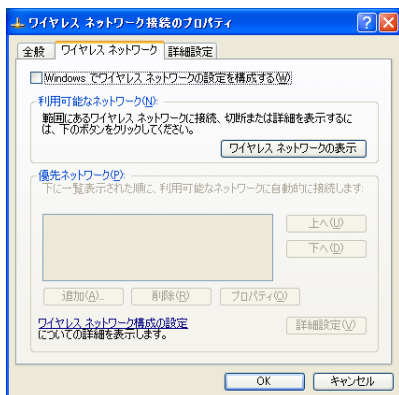 ワイヤレス ネットワーク接続のプロパティ
全般 ワイヤレス ネットワーク 詳細設定
Windows でワイヤレス ネットワークの設定を構成する(W)
利用可能なネットワーク(N):
範囲にあるワイヤレス ネットワークに接続、切断または詳細を表示するに
は、下のボタンをクリックしてください。
ワイヤレス ネットワークの表示
優先ネットワーク(P):
下に一覧表示された順に、利用可能なネットワークに自動的に接続します:
上へ(U)
下へ(D)
追加(A)... 削除(R) プロパティ(O)
ワイヤレス ネットワーク構成の設定
についての詳細を表示します。
詳細設定(V)
OK キャンセル